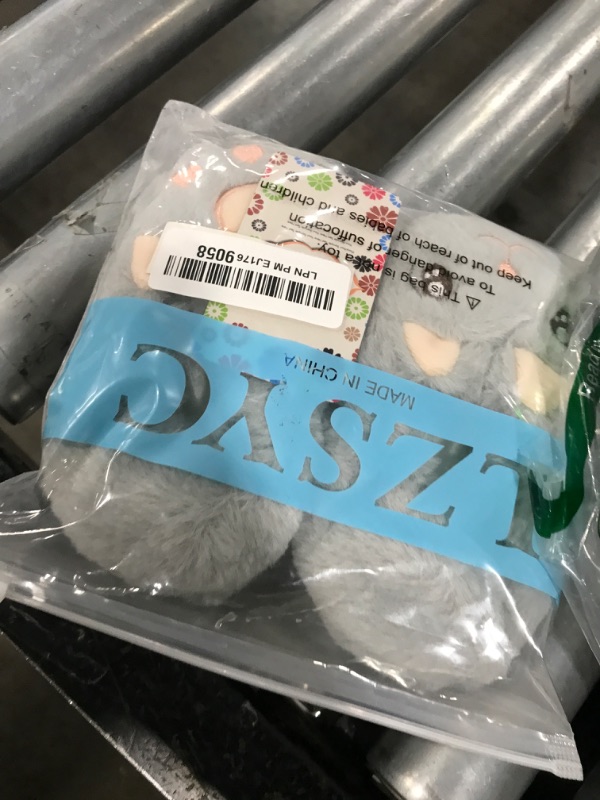 ⚠ This bag is not a toy.
To avoid danger of suffocation
Keep out of reach of babies and children
LPN PM EJ176 9058
MADE IN CHINA
LZSYC